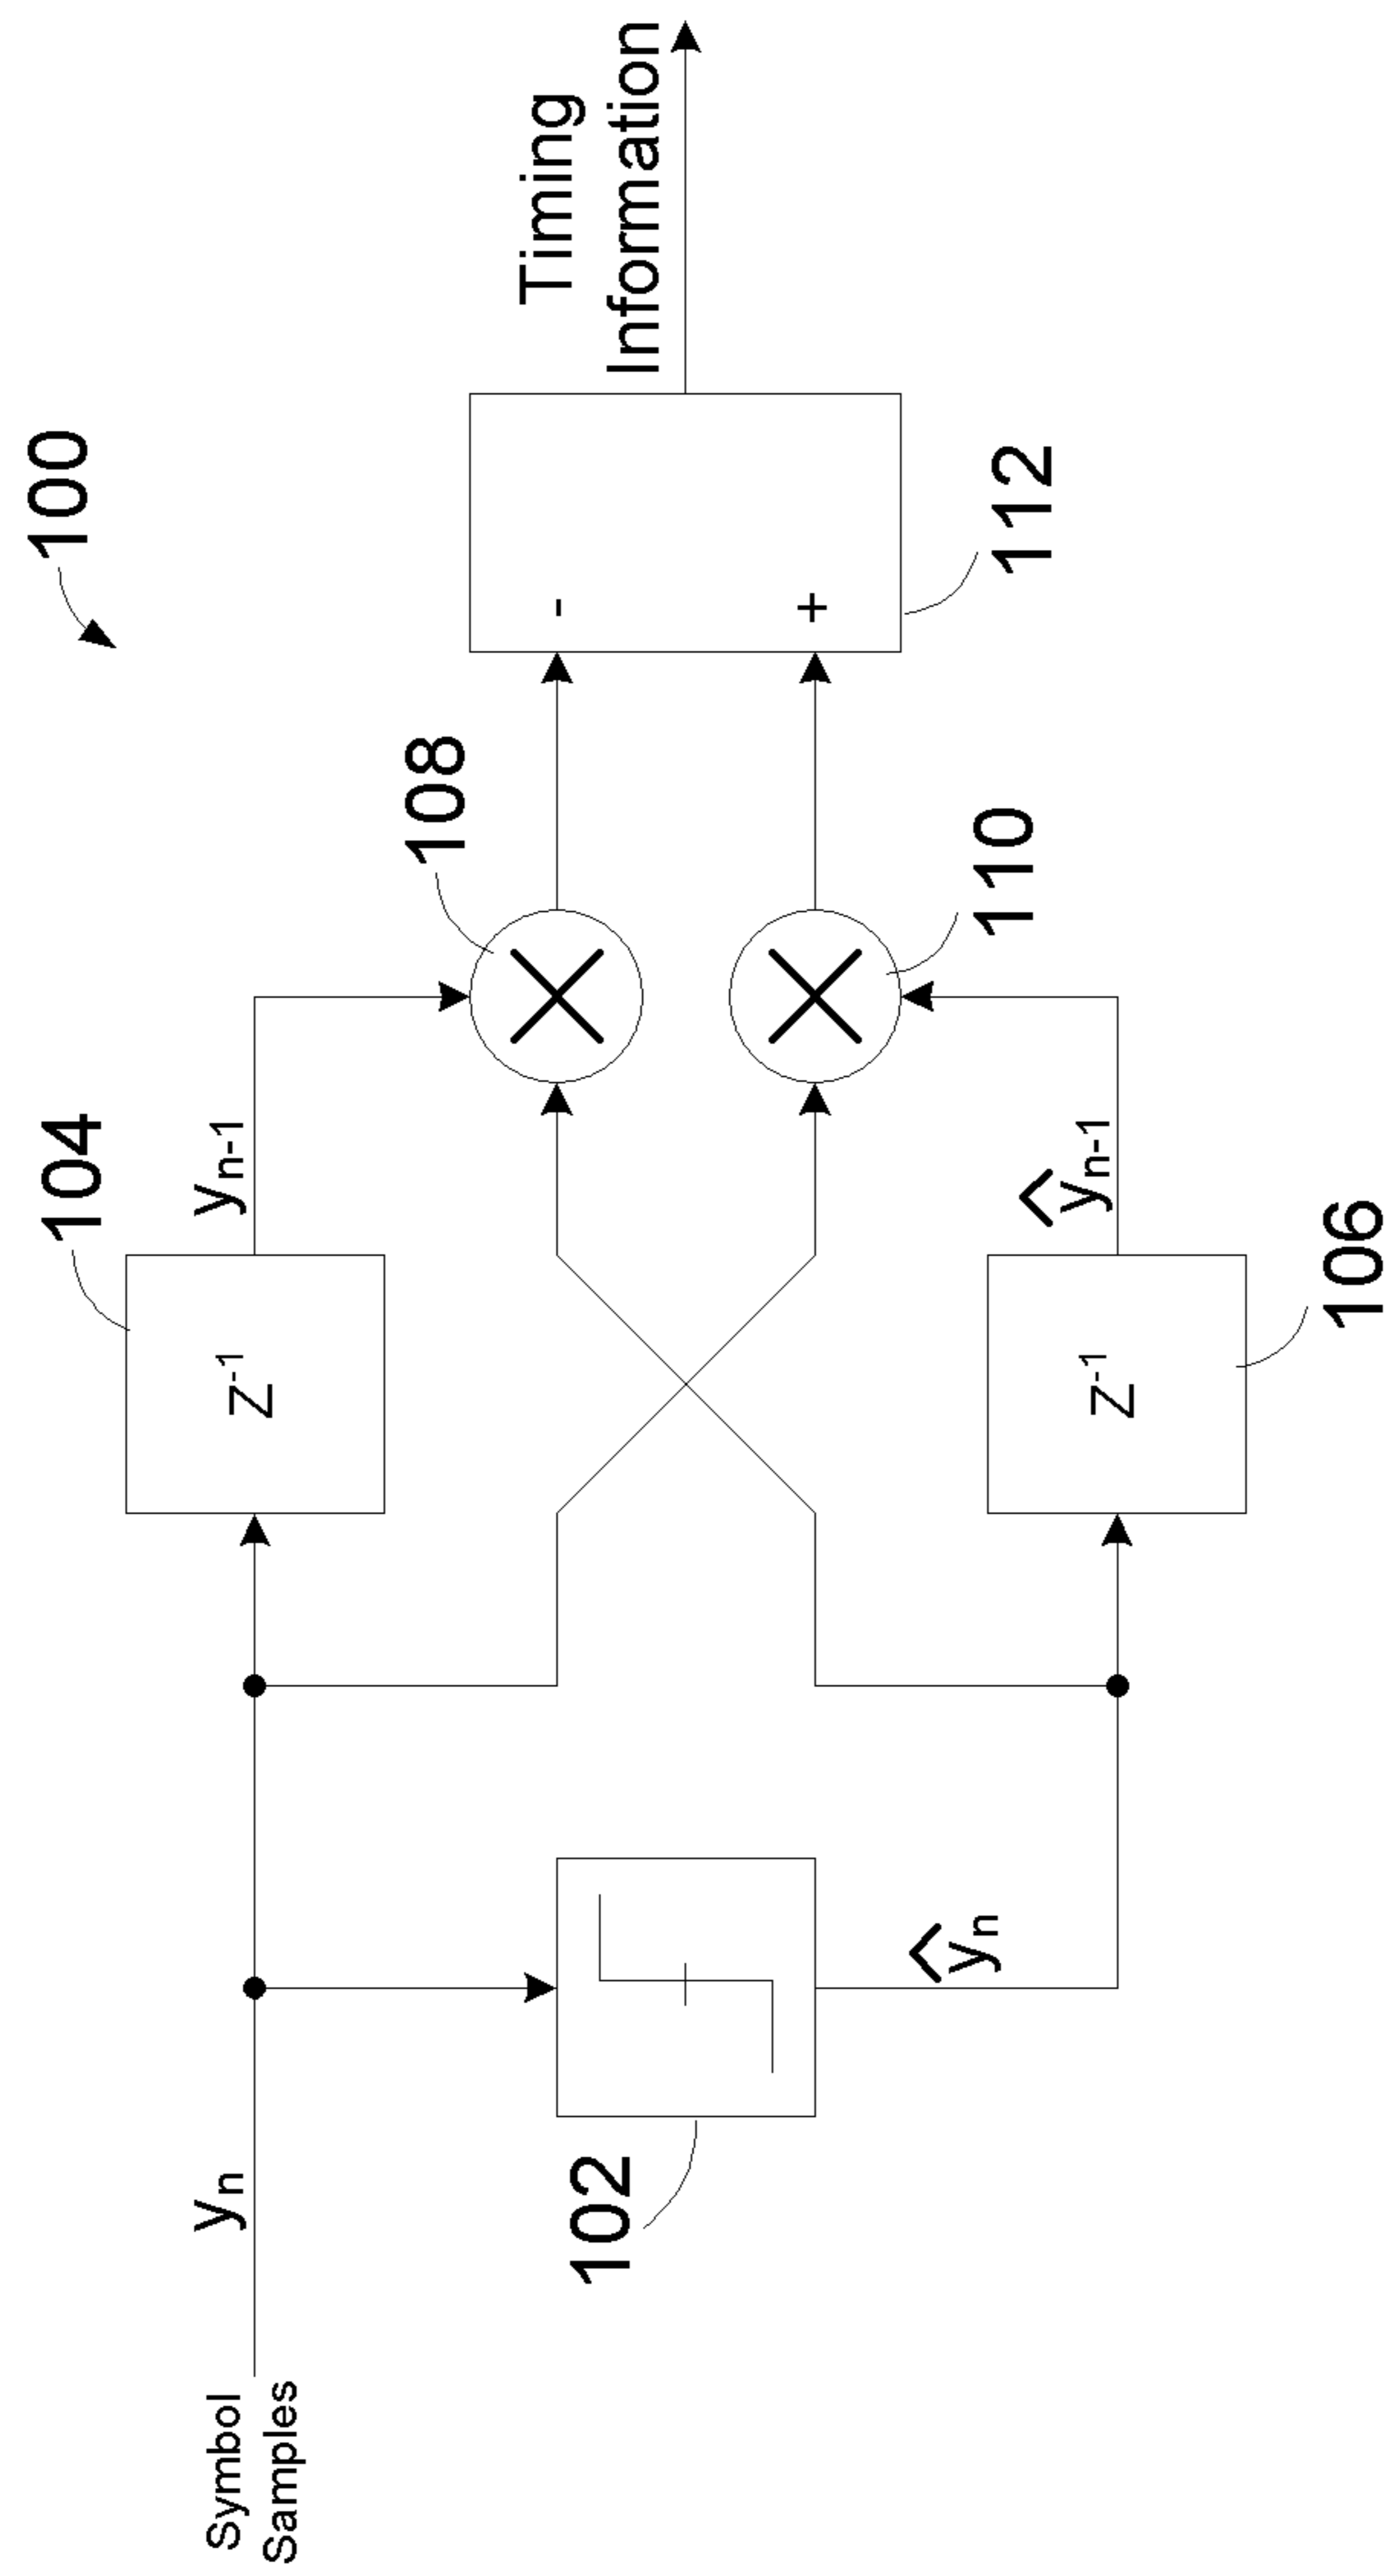 100
Symbol
Samples
yₙ
102
ŷₙ
104
Z⁻¹
yₙ₋₁
Z⁻¹
ŷₙ₋₁
106
108
110
-
+
112
Timing
Information